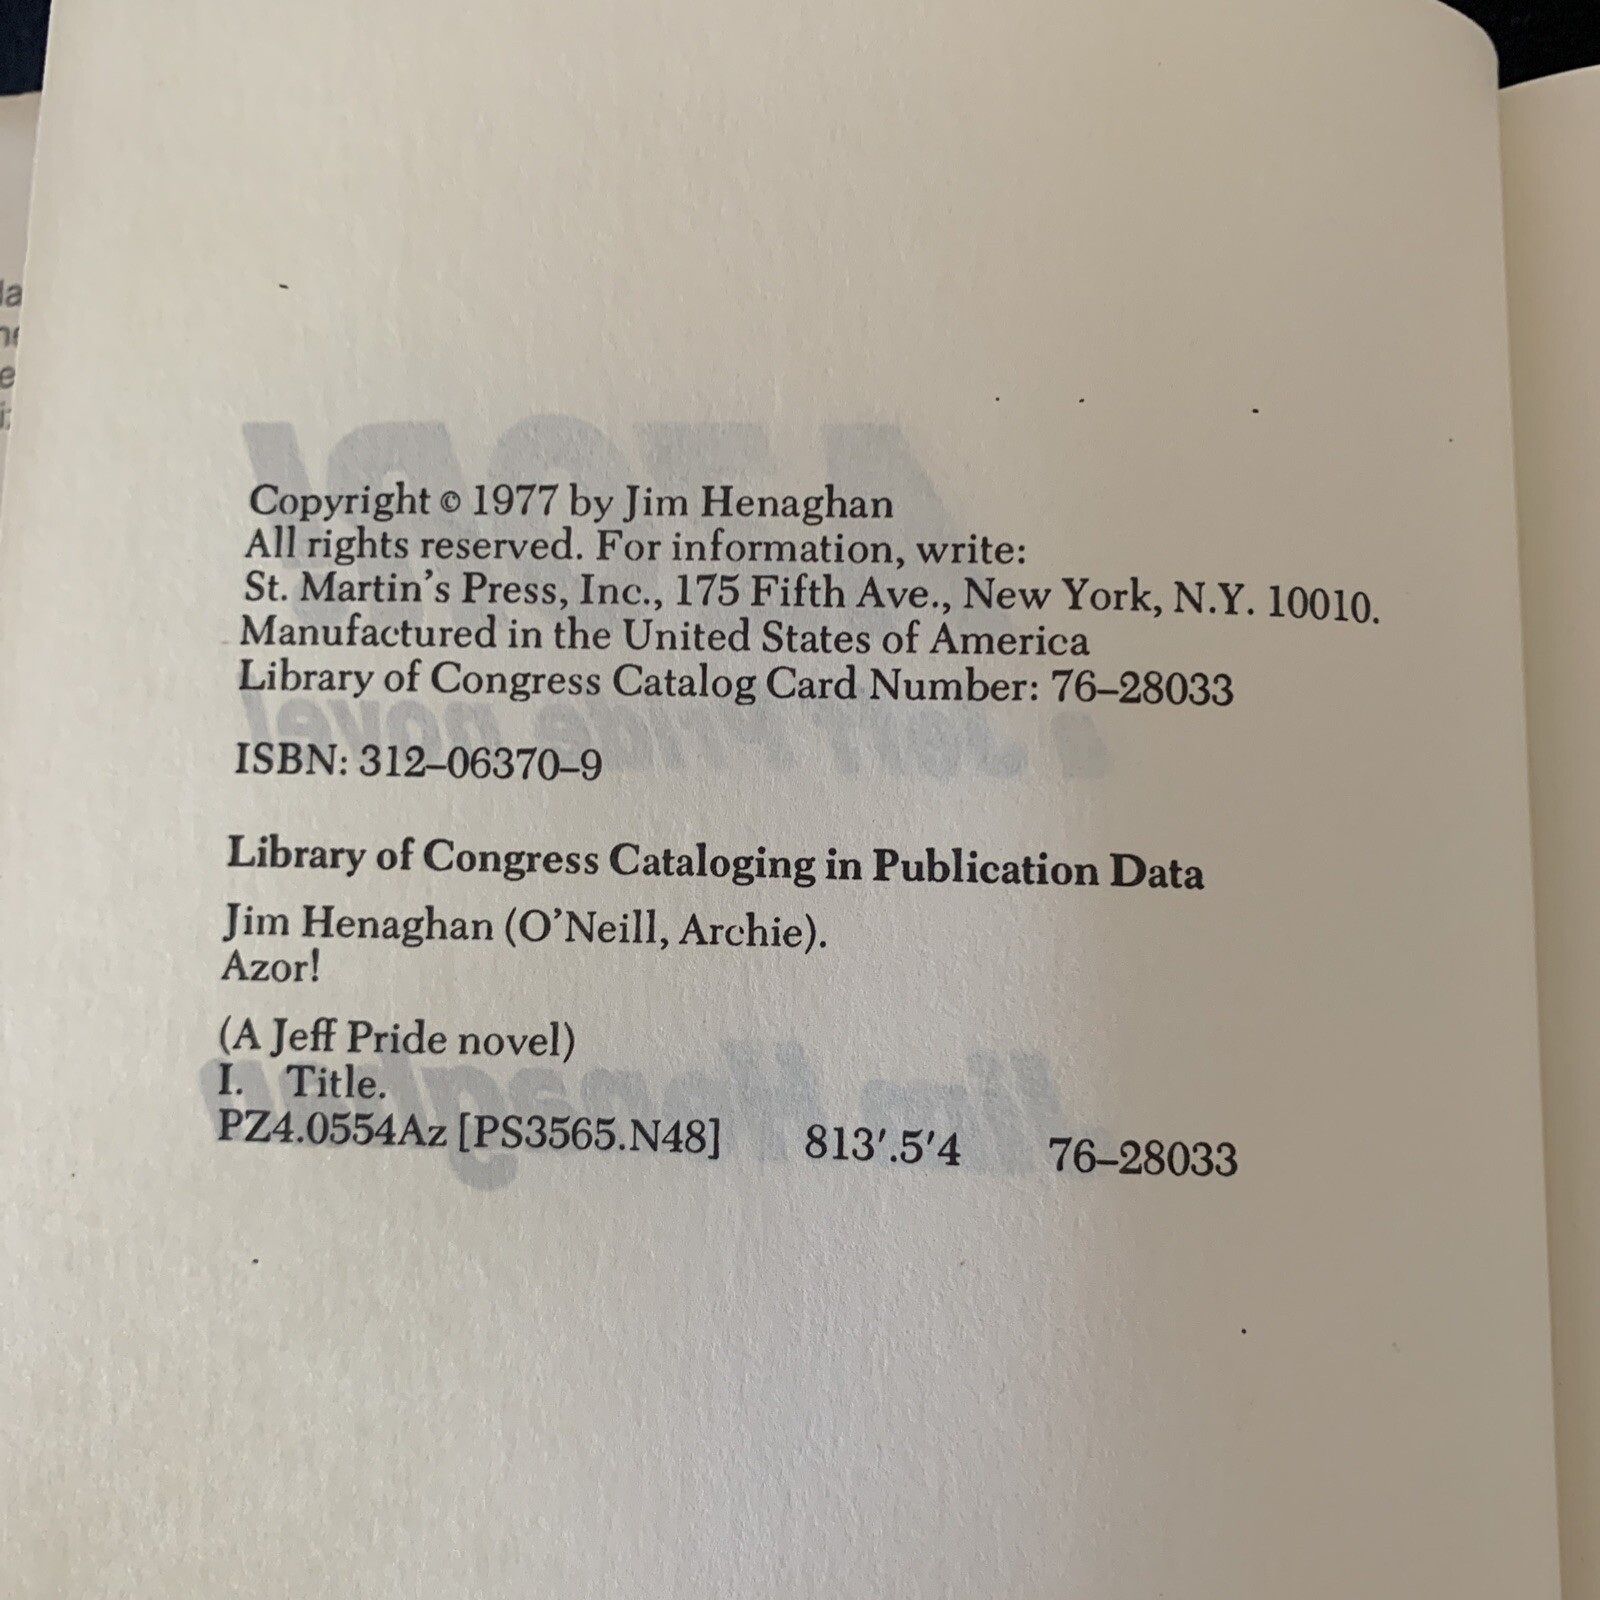 Copyright © 1977 by Jim Henaghan
All rights reserved. For information, write:
St. Martin's Press, Inc., 175 Fifth Ave., New York, N.Y. 10010.
Manufactured in the United States of America
Library of Congress Catalog Card Number: 76–28033
ISBN: 312–06370–9
Library of Congress Cataloging in Publication Data
Jim Henaghan (O'Neill, Archie).
Azor!
(A Jeff Pride novel)
I. Title.
PZ4.0554Az [PS3565.N48] 813'.5'4 76–28033